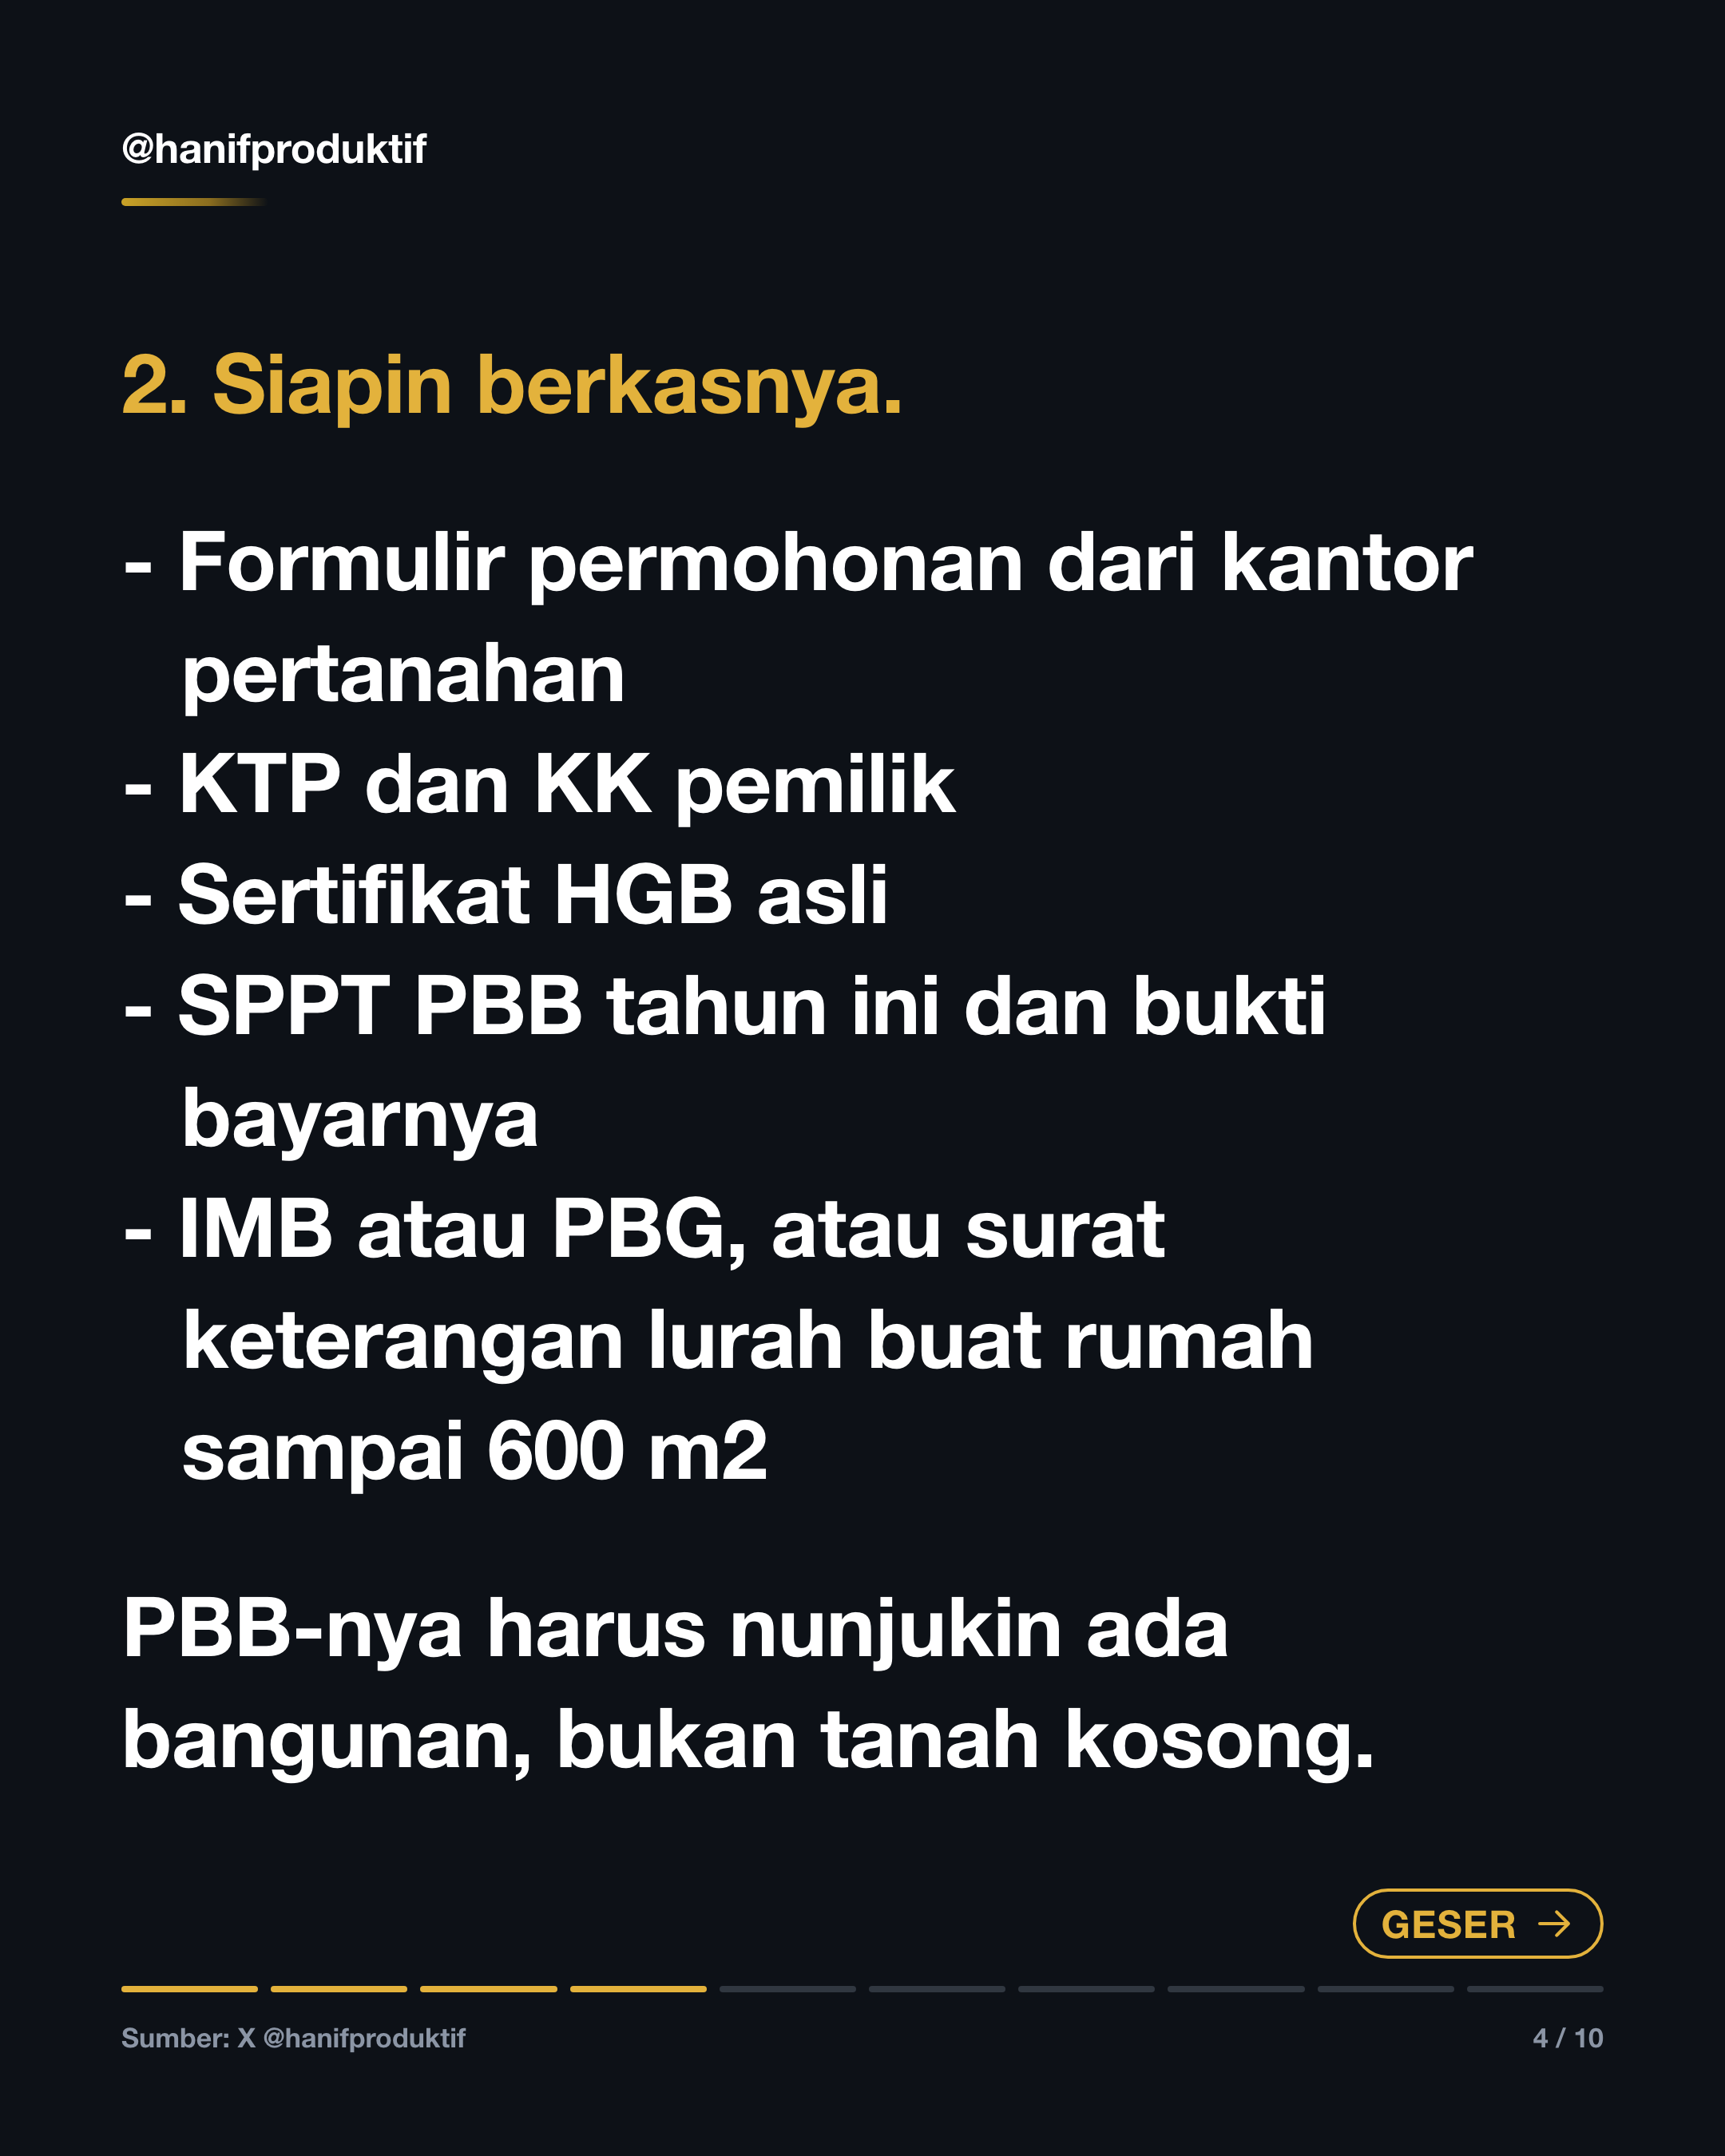 @hanifproduktif
2. Siapin berkasnya.
- Formulir permohonan dari kantor
pertanahan
- KTP dan KK pemilik
- Sertifikat HGB asli
- SPPT PBB tahun ini dan bukti
bayarnya
- IMB atau PBG, atau surat
keterangan lurah buat rumah
sampai 600 m2
PBB-nya harus nunjukin ada
bangunan, bukan tanah kosong.
GESER →
Sumber: X @hanifproduktif
4 / 10